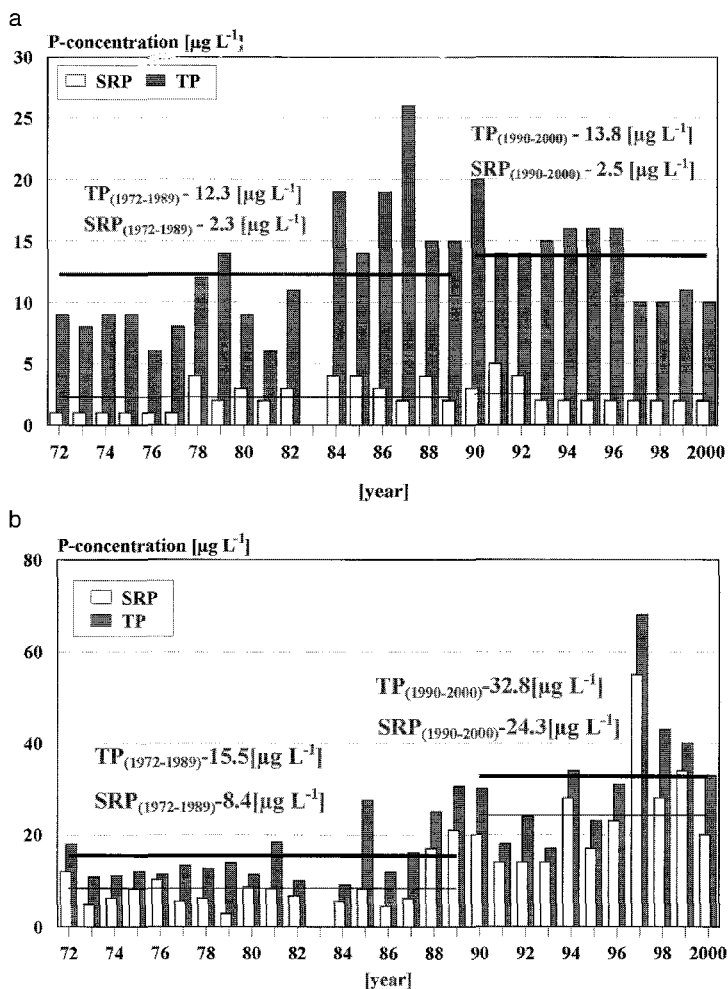 a
P-concentration [µg L⁻¹]
30
SRP TP
25
TP(1990-2000) - 13.8 [µg L⁻¹]
SRP(1990-2000) - 2.5 [µg L⁻¹]
20
TP(1972-1989) - 12.3 [µg L⁻¹]
SRP(1972-1989) - 2.3 [µg L⁻¹]
15
10
5
0
72 74 76 78 80 82 84 86 88 90 92 94 96 98 2000
[year]
b
P-concentration [µg L⁻¹]
80
SRP
TP
60
TP(1990-2000)-32.8[µg L⁻¹]
SRP(1990-2000)-24.3[µg L⁻¹]
40
TP(1972-1989)-15.5[µg L⁻¹]
SRP(1972-1989)-8.4[µg L⁻¹]
20
0
72 74 76 78 80 82 84 86 88 90 92 94 96 98 2000
[year]